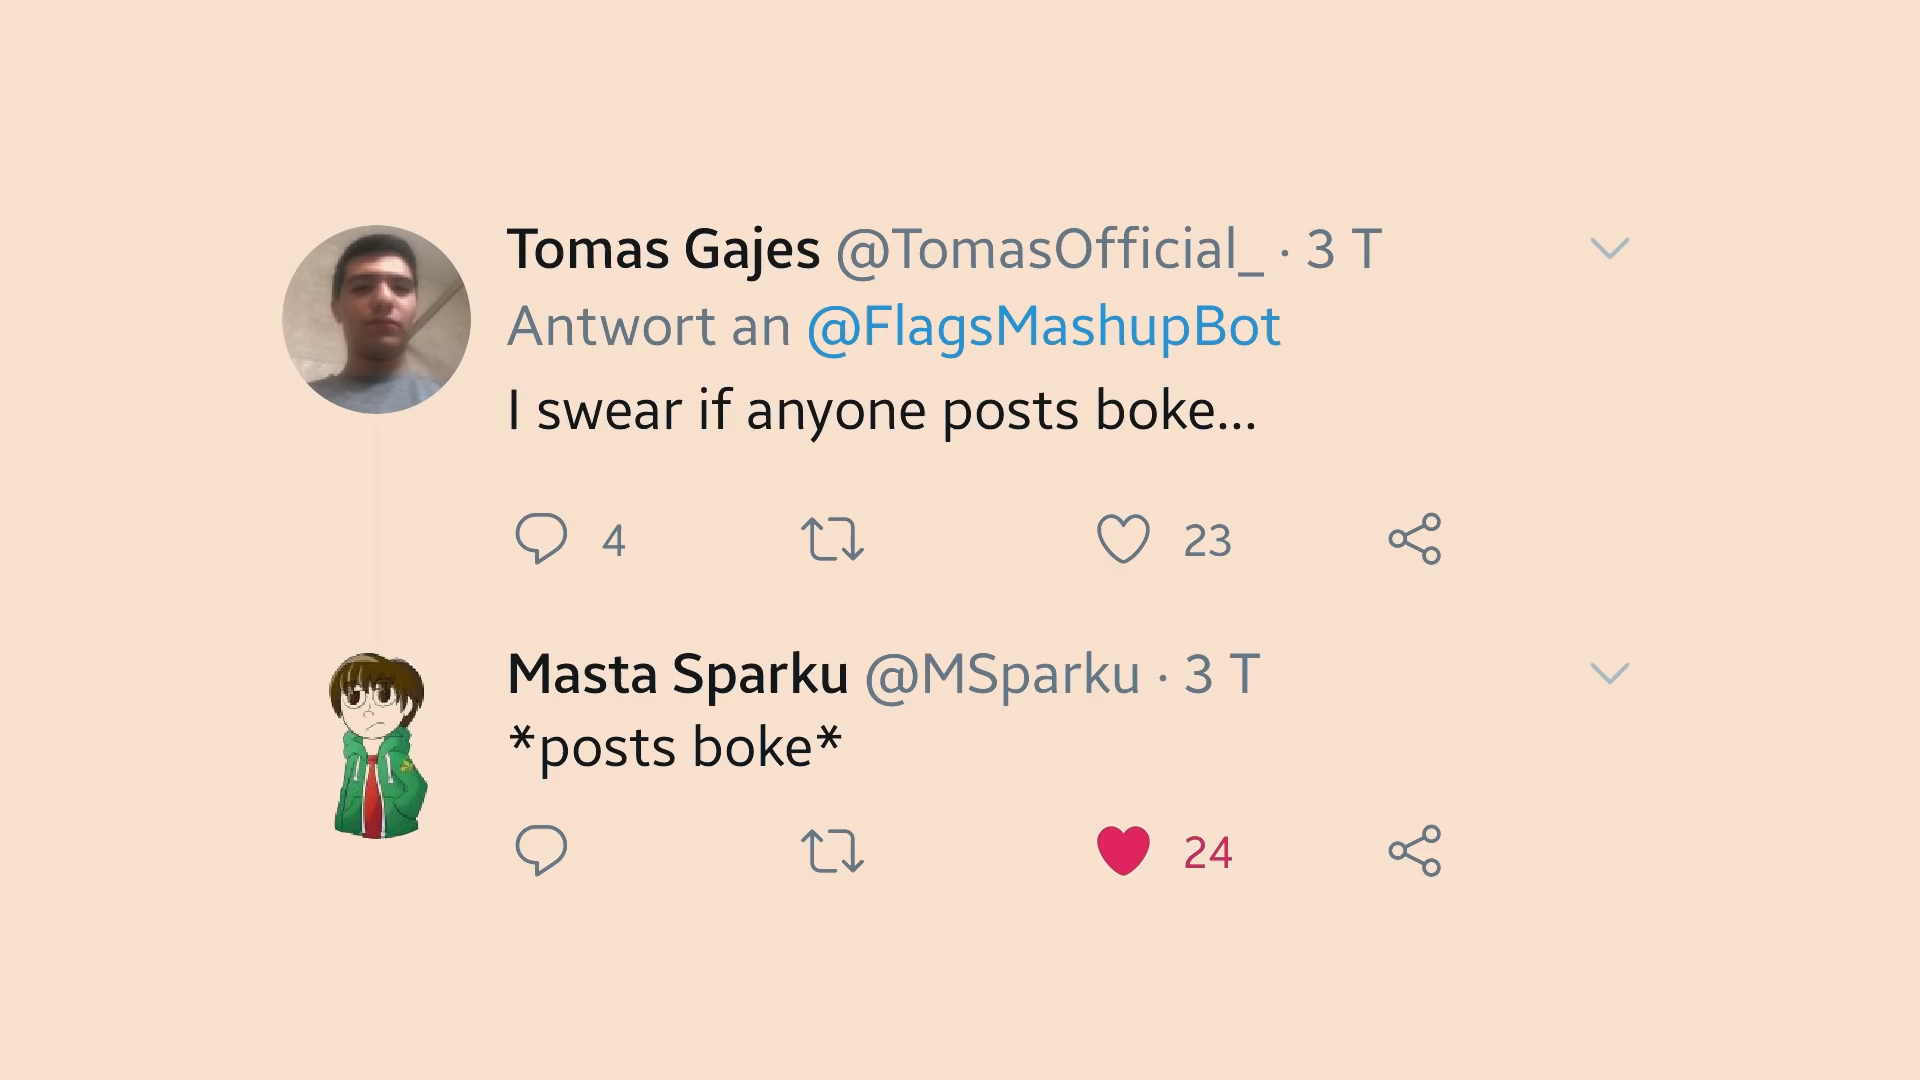 Tomas Gajes @TomasOfficial_ · 3 T
Antwort an @FlagsMashupBot
I swear if anyone posts boke...
4 23
Masta Sparku @MSparku · 3 T
*posts boke*
24